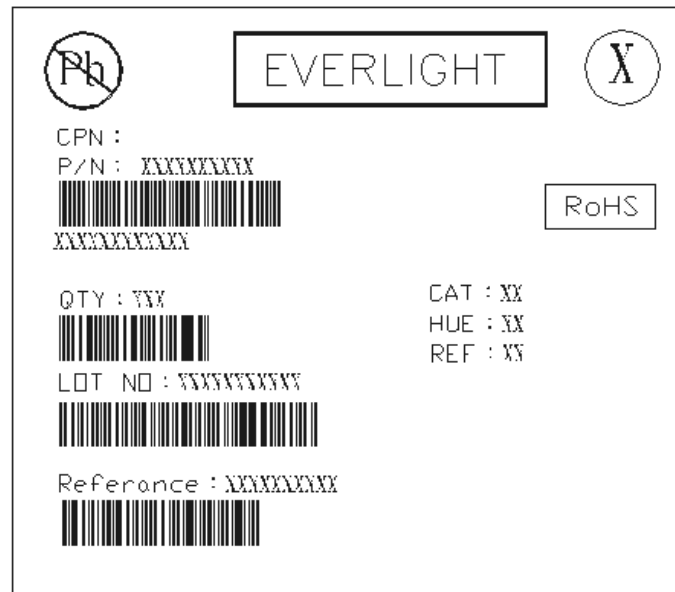 Pb
EVERLIGHT
X
CPN :
P/N : XXXXXXXXXX
RoHS
XXXXXXXXXXXX
QTY : XXX
CAT : XX
HUE : XX
REF : XX
LOT NO : XXXXXXXXXXX
Referance : XXXXXXXXXX